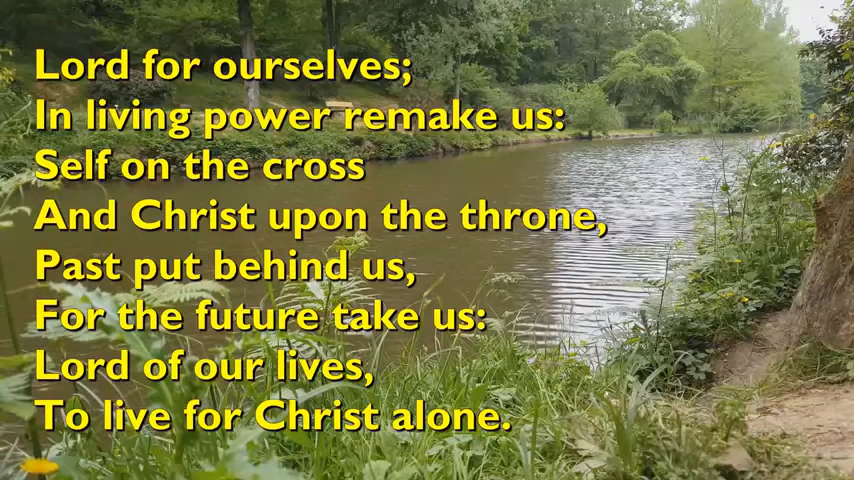 Lord for ourselves;
In living power remake us:
Self on the cross
And Christ upon the throne,
Past put behind us,
For the future take us:
Lord of our lives,
To live for Christ alone.